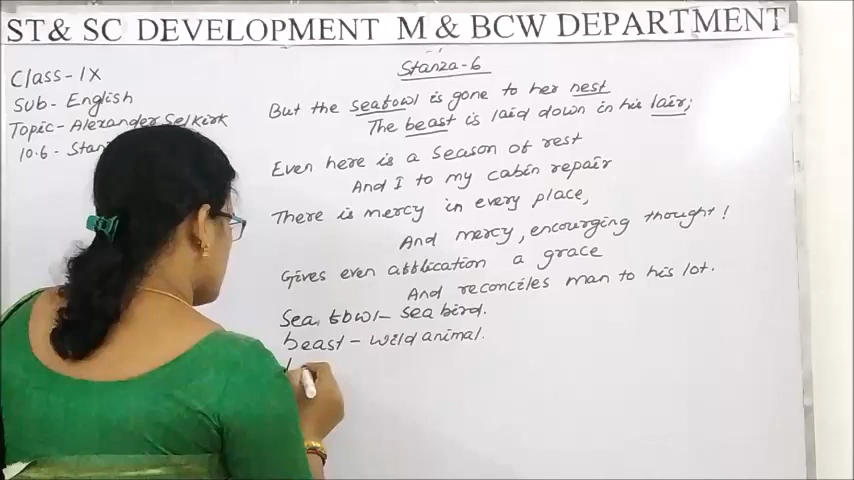 ST& SC DEVELOPMENT M & BCW DEPARTMENT
Class-IX
Sub- English
Topic- Alexander Selkirk
10.6 - Stan
Stanza-6
But the seafowl is gone to her nest
The beast is laid down in his lair;
Even here is a season of rest
And I to my cabin repair
There is mercy in every place,
And mercy, encourging thought!
Gives even affliction a grace
And reconciles man to his lot.
Sea, fowl- sea bird.
beast - wild animal.
l